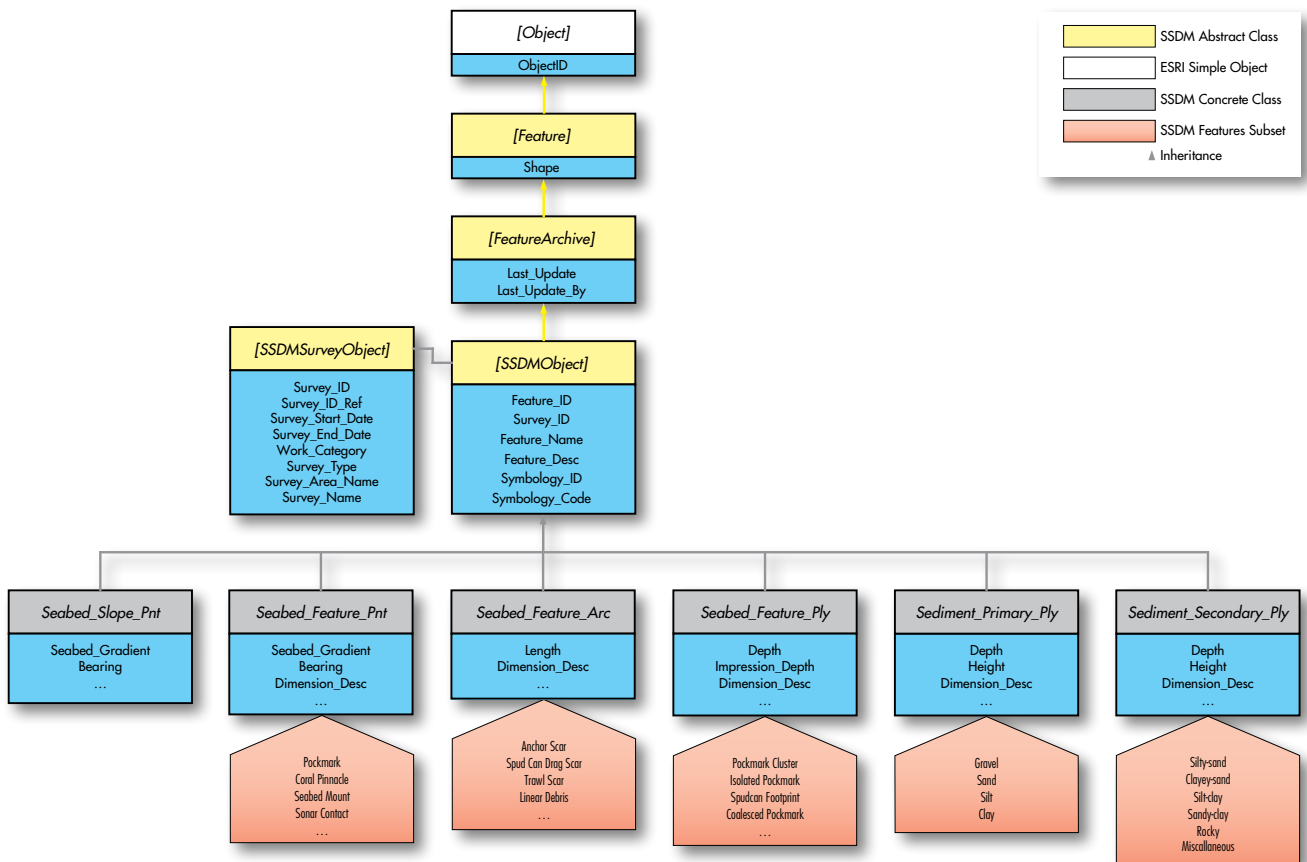 [Object]
ObjectID
[Feature]
Shape
[FeatureArchive]
Last_Update
Last_Update_By
[SSDMSurveyObject]
Survey_ID
Survey_ID_Ref
Survey_Start_Date
Survey_End_Date
Work_Category
Survey_Type
Survey_Area_Name
Survey_Name
[SSDMObject]
Feature_ID
Survey_ID
Feature_Name
Feature_Desc
Symbology_ID
Symbology_Code
SSDM Abstract Class
ESRI Simple Object
SSDM Concrete Class
SSDM Features Subset
Inheritance
Seabed_Slope_Pnt
Seabed_Gradient
Bearing
...
Seabed_Feature_Pnt
Seabed_Gradient
Bearing
Dimension_Desc
...
Pockmark
Coral Pinnacle
Seabed Mount
Sonar Contact
...
Seabed_Feature_Arc
Length
Dimension_Desc
...
Anchor Scar
Spud Can Drag Scar
Trawl Scar
Linear Debris
...
Seabed_Feature_Ply
Depth
Impression_Depth
Dimension_Desc
...
Pockmark Cluster
Isolated Pockmark
Spudcan Footprint
Coalesced Pockmark
...
Sediment_Primary_Ply
Depth
Height
Dimension_Desc
...
Gravel
Sand
Silt
Clay
Sediment_Secondary_Ply
Depth
Height
Dimension_Desc
...
Silty-sand
Clayey-sand
Silt-clay
Sandy-clay
Rocky
Miscellaneous